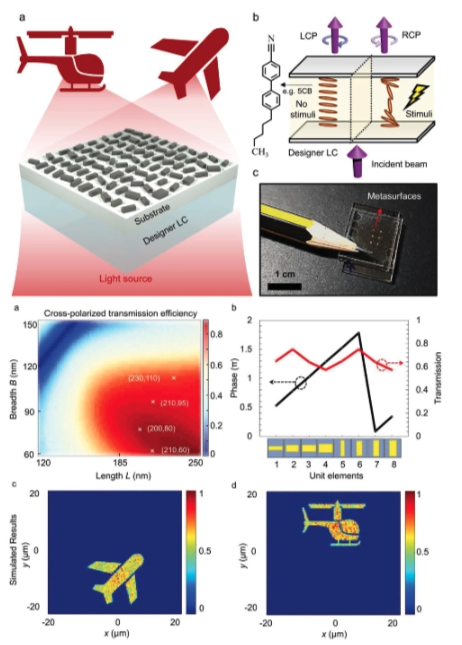 a
Substrate
Designer LC
Light source
b
LCP
RCP
N
e.g. 5CB
No
stimuli
Stimuli
CH₃
Designer LC
Incident beam
c
Metasurfaces
1 cm
a
Cross-polarized transmission efficiency
Breadth B (nm)
150
120
90
60
120
185
250
Length L (nm)
(230,110)
(210,95)
(200,80)
(210,60)
0.8
0.6
0.4
0.2
0
b
Phase (π)
2
1.5
1
0.5
0
1
0.8
0.6
0.4
0.2
0
Transmission
1 2 3 4 5 6 7 8
Unit elements
c
Simulated Results
y (μm)
20
0
-20
-20
0
20
x (μm)
1
0.5
0
d
y (μm)
20
0
-20
-20
0
20
x (μm)
1
0.5
0